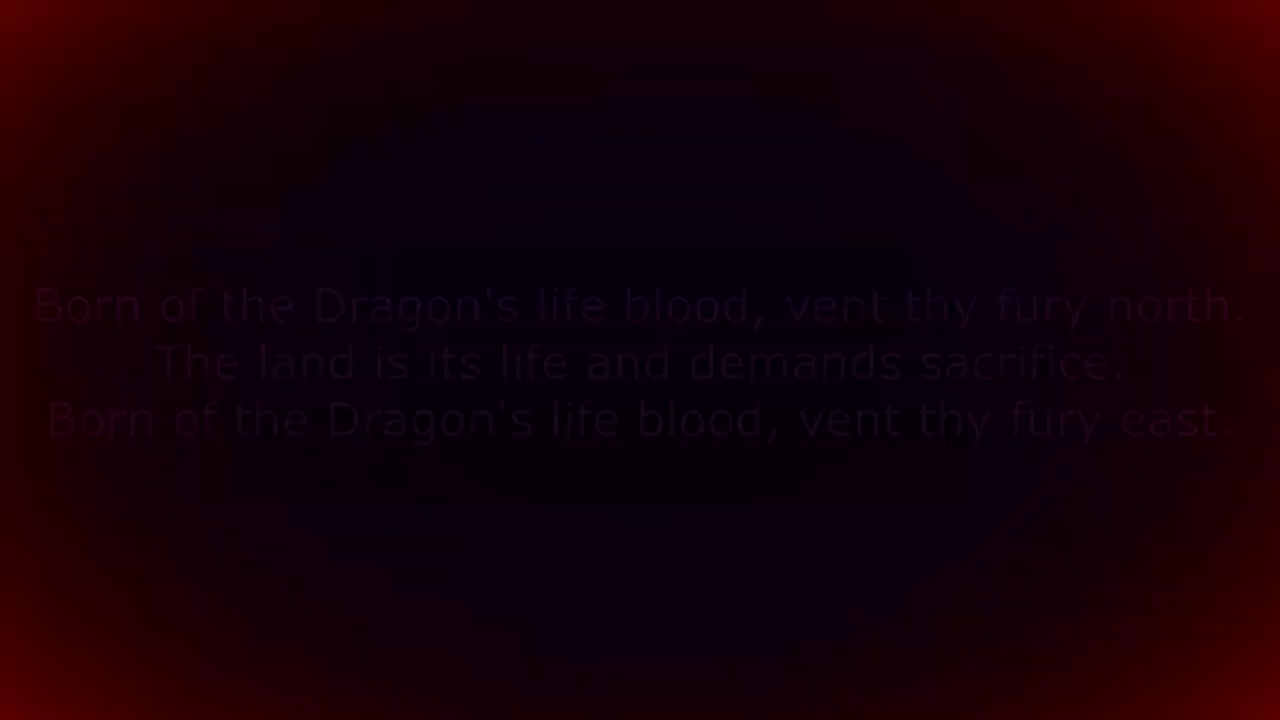 Born of the Dragon's life blood, vent thy fury north.
The land is its life and demands sacrifice.
Born of the Dragon's life blood, vent thy fury east.